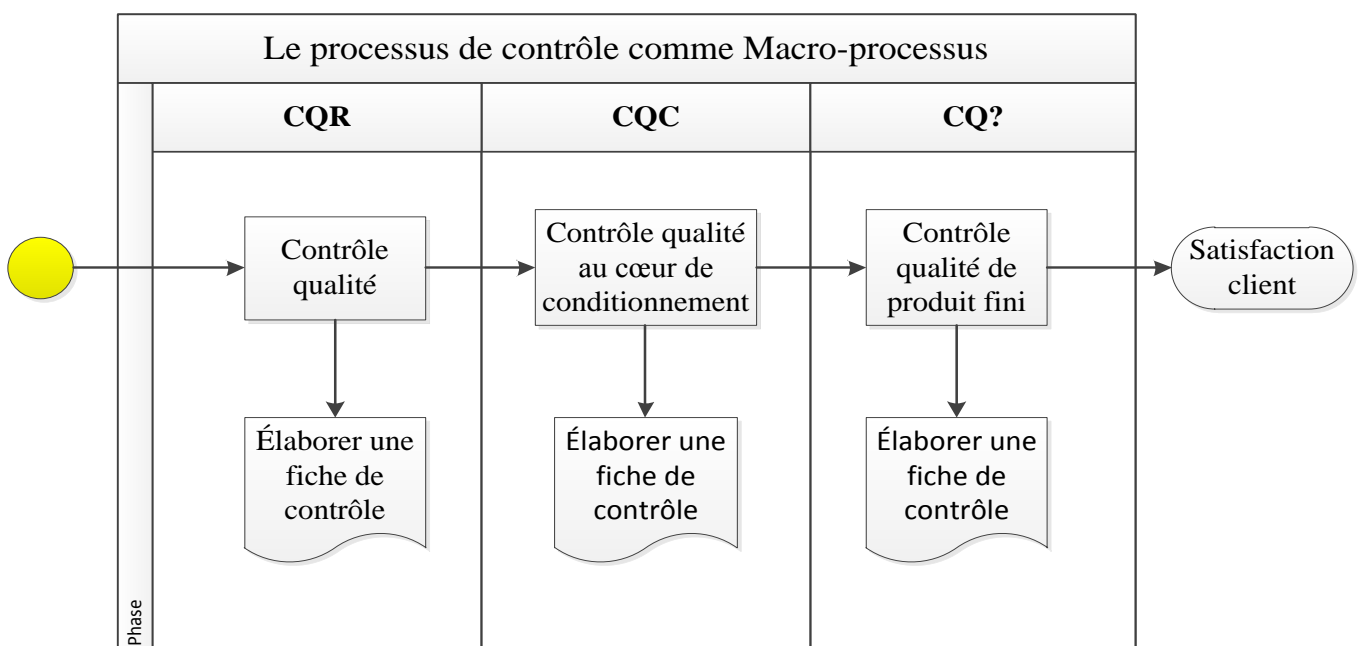 Le processus de contrôle comme Macro-processus
CQR
CQC
CQ?
Contrôle
qualité
Contrôle qualité
au cœur de
conditionnement
Contrôle
qualité de
produit fini
Satisfaction
client
Élaborer une
fiche de
contrôle
Élaborer une
fiche de
contrôle
Élaborer une
fiche de
contrôle
Phase